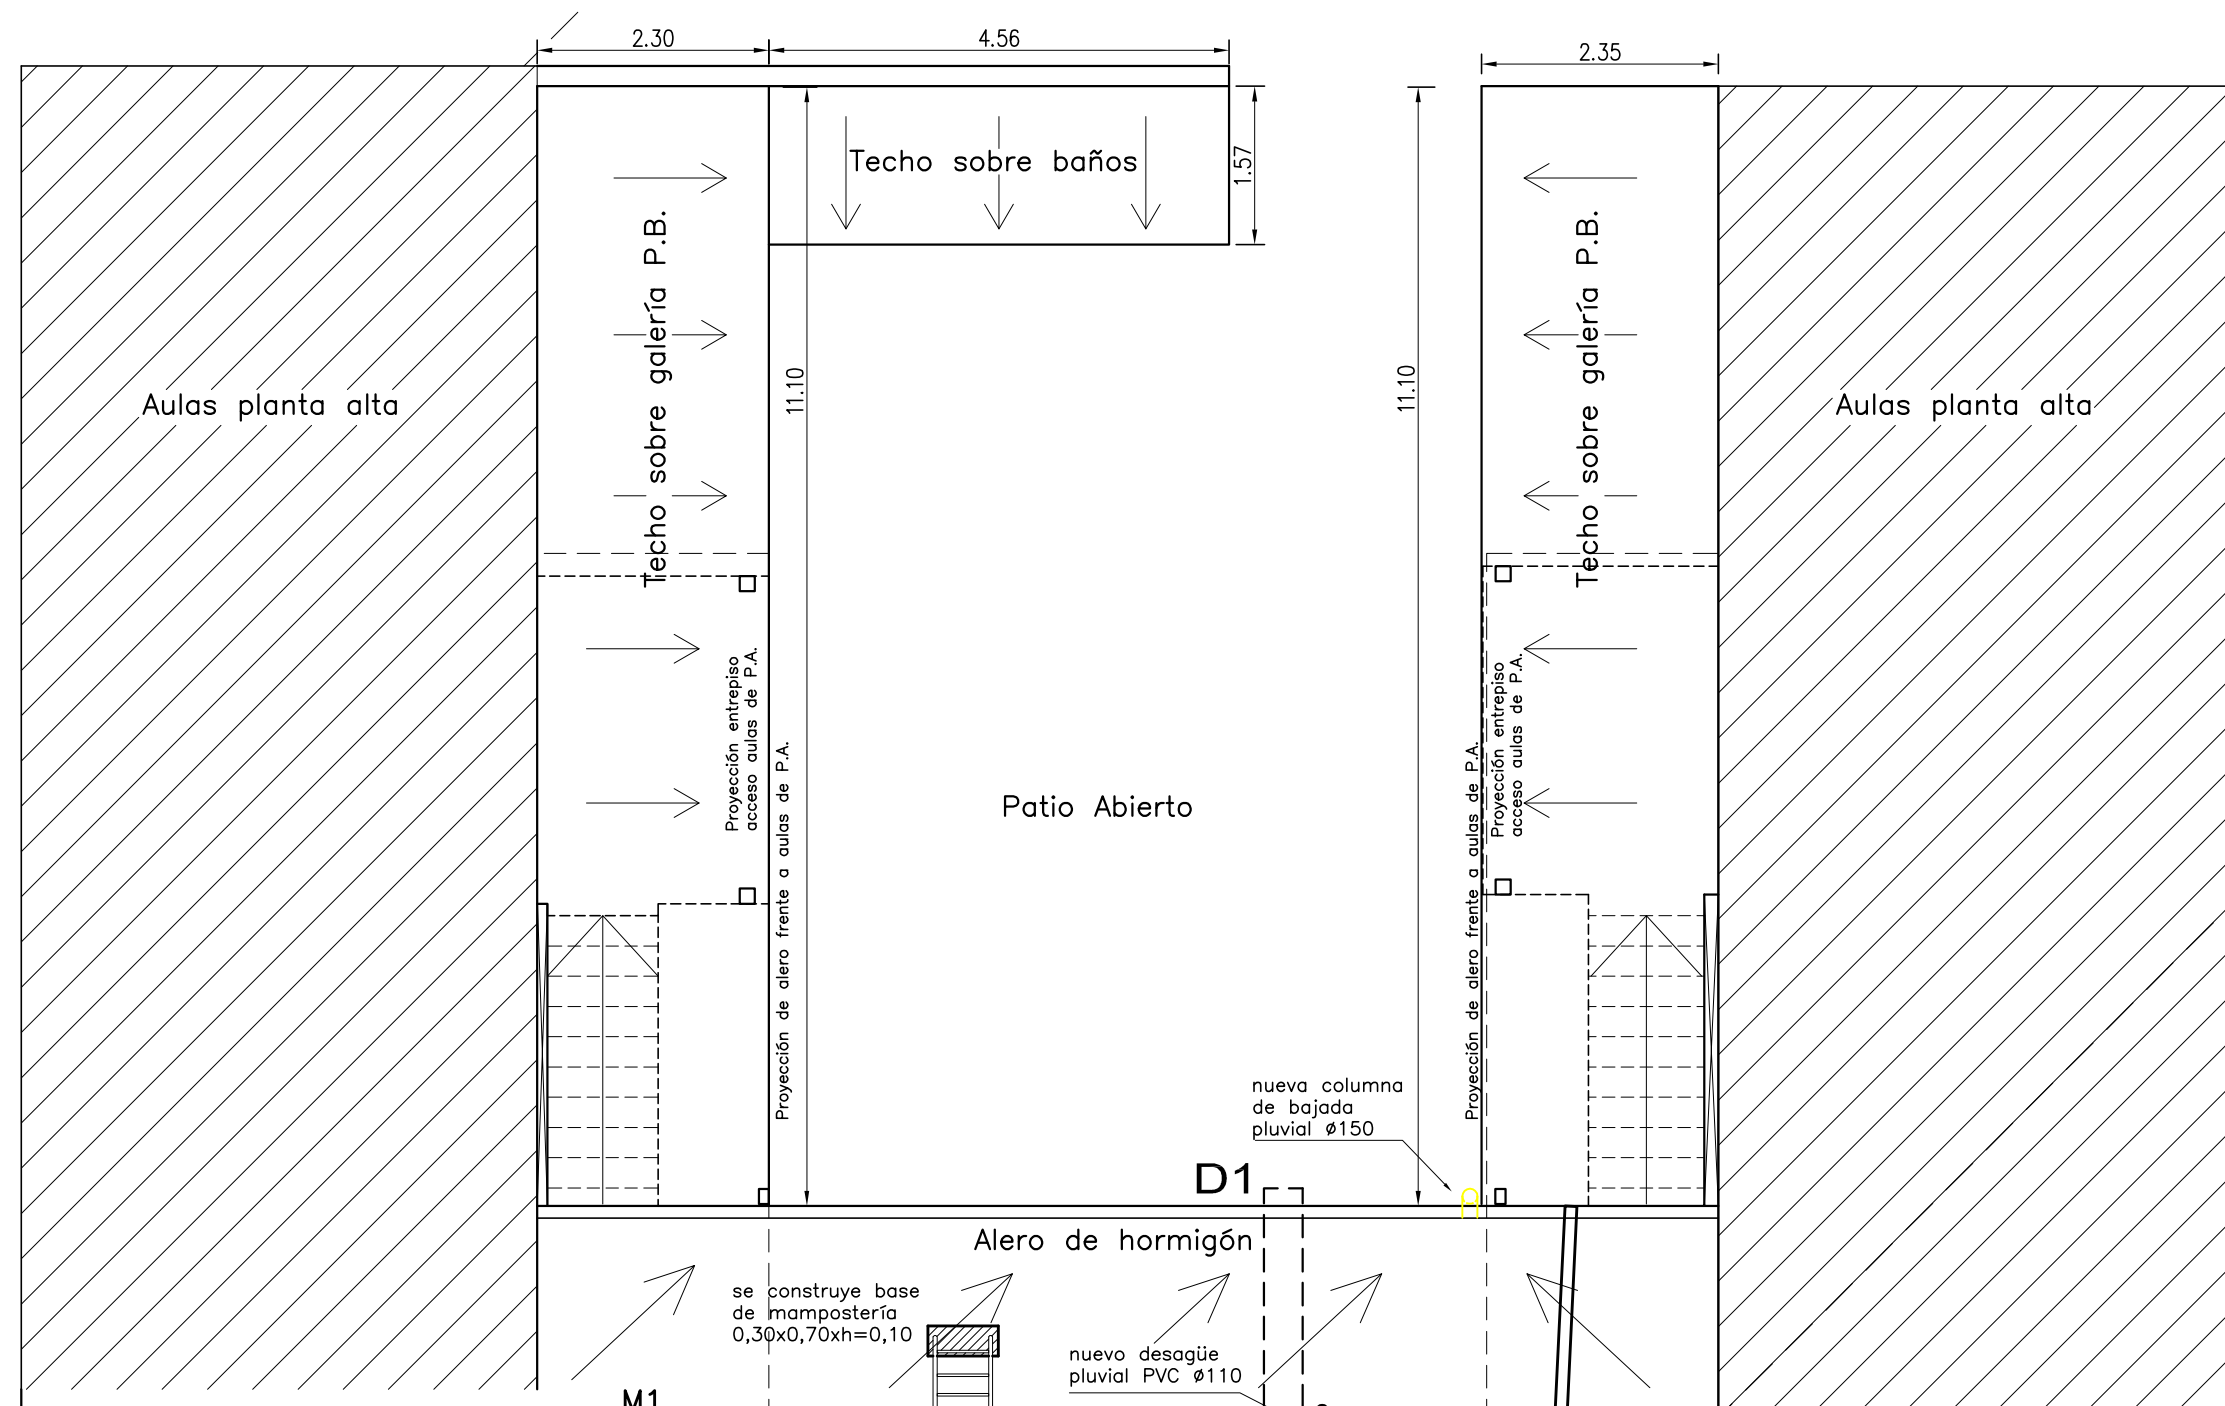 2.30
4.56
2.35
Techo sobre baños
1.57
Techo sobre galería P.B.
Techo sobre galería P.B.
11.10
11.10
Aulas planta alta
Aulas planta alta
Proyección entrepiso
acceso aulas de P.A.
Proyección de alero frente a aulas de P.A.
Proyección de alero frente a aulas de P.A.
Proyección entrepiso
acceso aulas de P.A.
Patio Abierto
nueva columna
de bajada
pluvial ø150
D1
Alero de hormigón
se construye base
de mampostería
0,30x0,70xh=0,10
nuevo desagüe
pluvial PVC ø110
M1